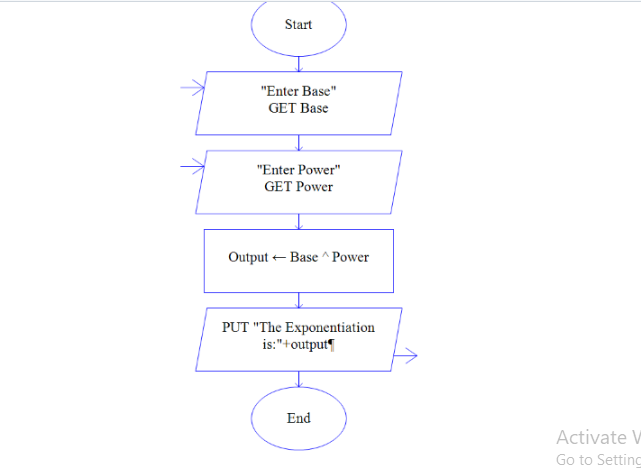 Start
"Enter Base"
GET Base
"Enter Power"
GET Power
Output ← Base ^ Power
PUT "The Exponentiation
is:"+output¶
End
Activate
Go to Setting